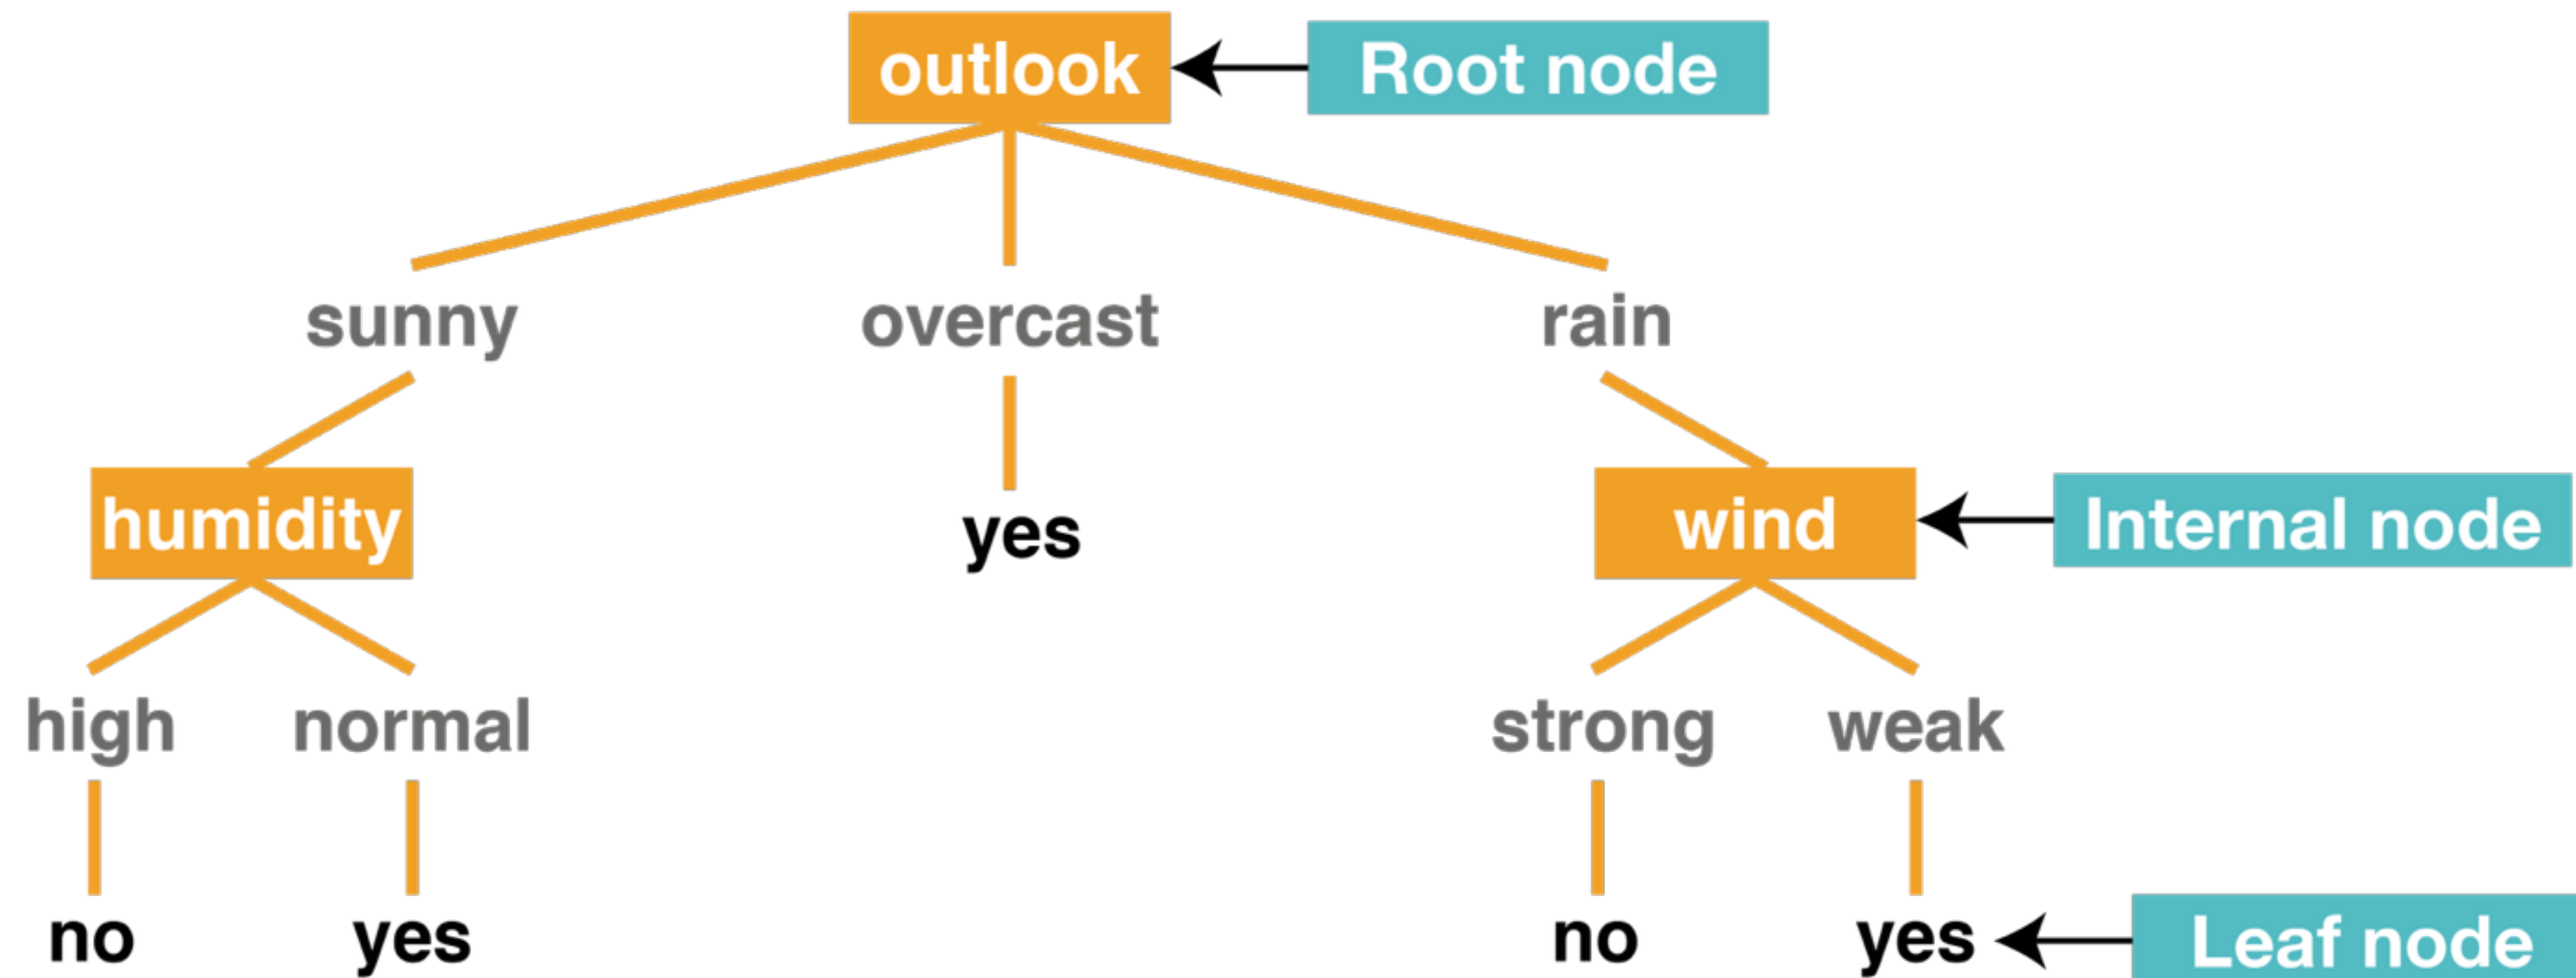 outlook
Root node
sunny
overcast
rain
humidity
yes
wind
Internal node
high
normal
strong
weak
no
yes
no
yes
Leaf node